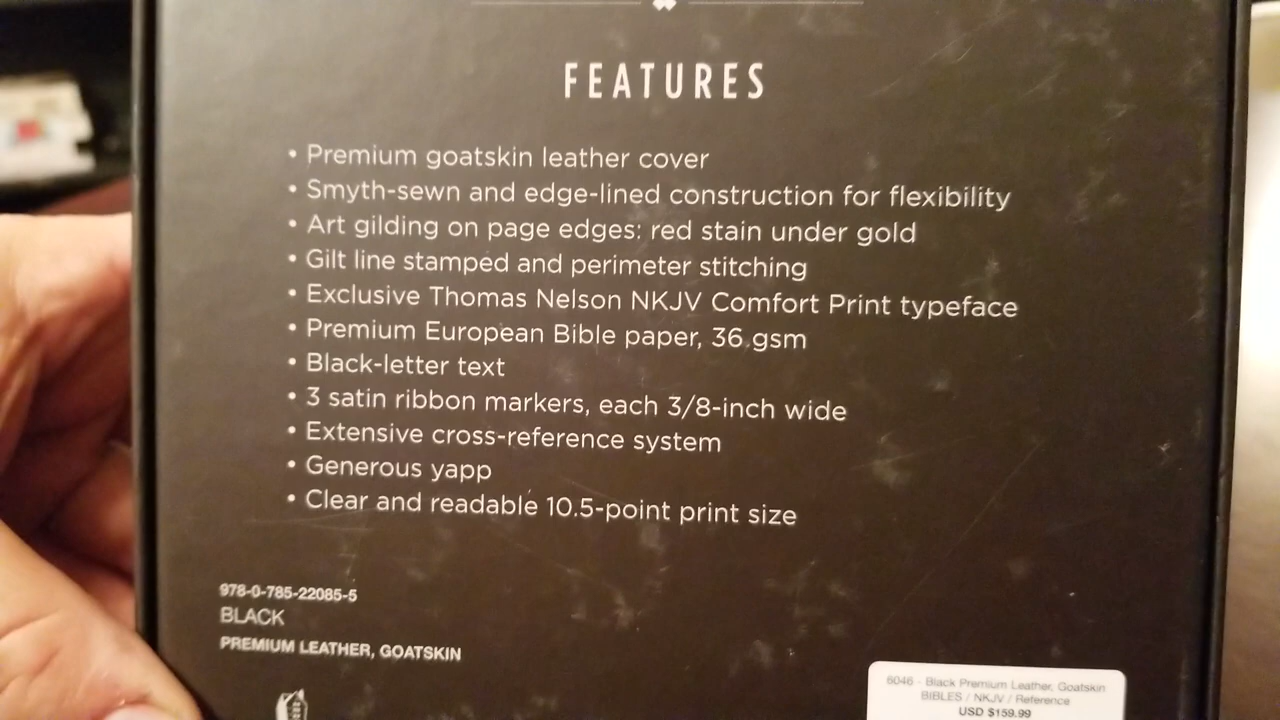 FEATURES
• Premium goatskin leather cover
• Smyth-sewn and edge-lined construction for flexibility
• Art gilding on page edges: red stain under gold
• Gilt line stamped and perimeter stitching
• Exclusive Thomas Nelson NKJV Comfort Print typeface
• Premium European Bible paper, 36 gsm
• Black-letter text
• 3 satin ribbon markers, each 3/8-inch wide
• Extensive cross-reference system
• Generous yapp
• Clear and readable 10.5-point print size
978-0-785-22085-5
BLACK
PREMIUM LEATHER, GOATSKIN
6046 - Black Premium Leather, Goatskin
BIBLES / NKJV / Reference
USD $159.99